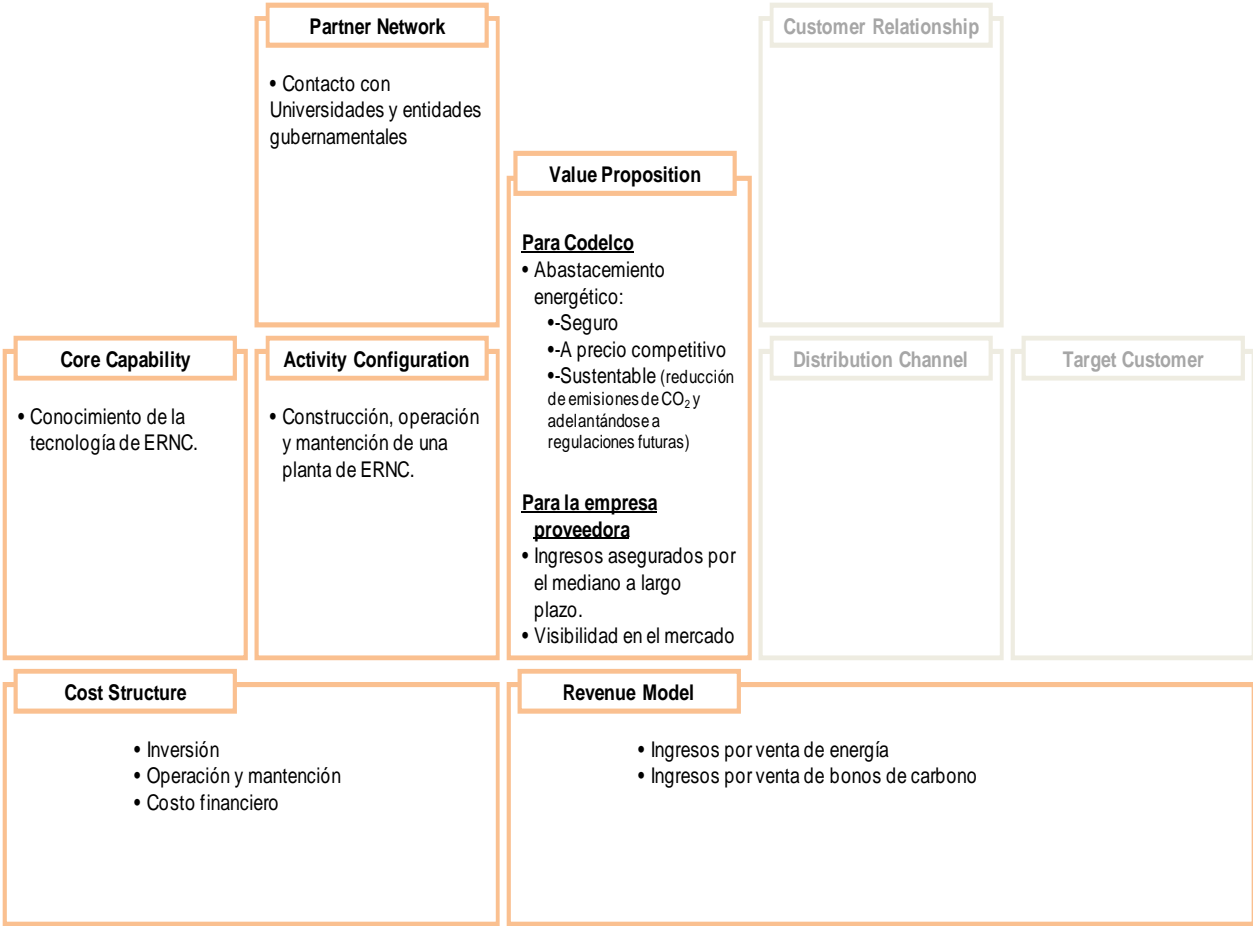 Partner Network
• Contacto con
Universidades y entidades
gubernamentales
Customer Relationship
Value Proposition
Para Codelco
• Abastacemiento
energético:
•-Seguro
•-A precio competitivo
•-Sustentable (reducción
de emisiones de CO₂ y
adelantándose a
regulaciones futuras)
Para la empresa
proveedora
• Ingresos asegurados por
el mediano a largo
plazo.
• Visibilidad en el mercado
Core Capability
• Conocimiento de la
tecnología de ERNC.
Activity Configuration
• Construcción, operación
y mantención de una
planta de ERNC.
Distribution Channel
Target Customer
Cost Structure
• Inversión
• Operación y mantención
• Costo financiero
Revenue Model
• Ingresos por venta de energía
• Ingresos por venta de bonos de carbono